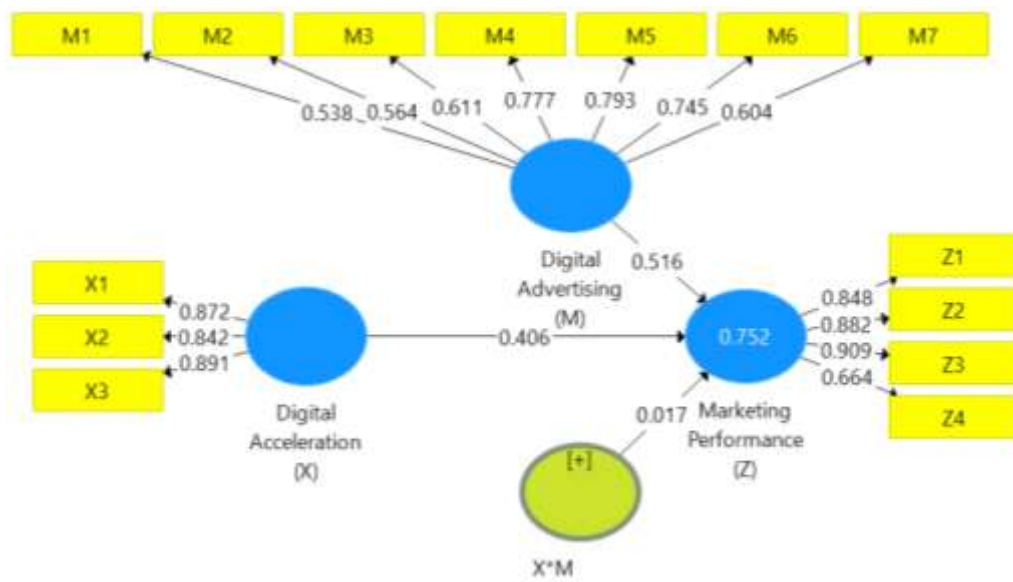 M1 M2 M3 M4 M5 M6 M7
0.538 0.564 0.611 0.777 0.793 0.745 0.604
Digital
Advertising
(M)
0.516
X1
X2
X3
0.872
0.842
0.891
Digital
Acceleration
(X)
0.406
0.752
Marketing
Performance
(Z)
0.848
0.882
0.909
0.664
Z1
Z2
Z3
Z4
0.017
[+]
X*M